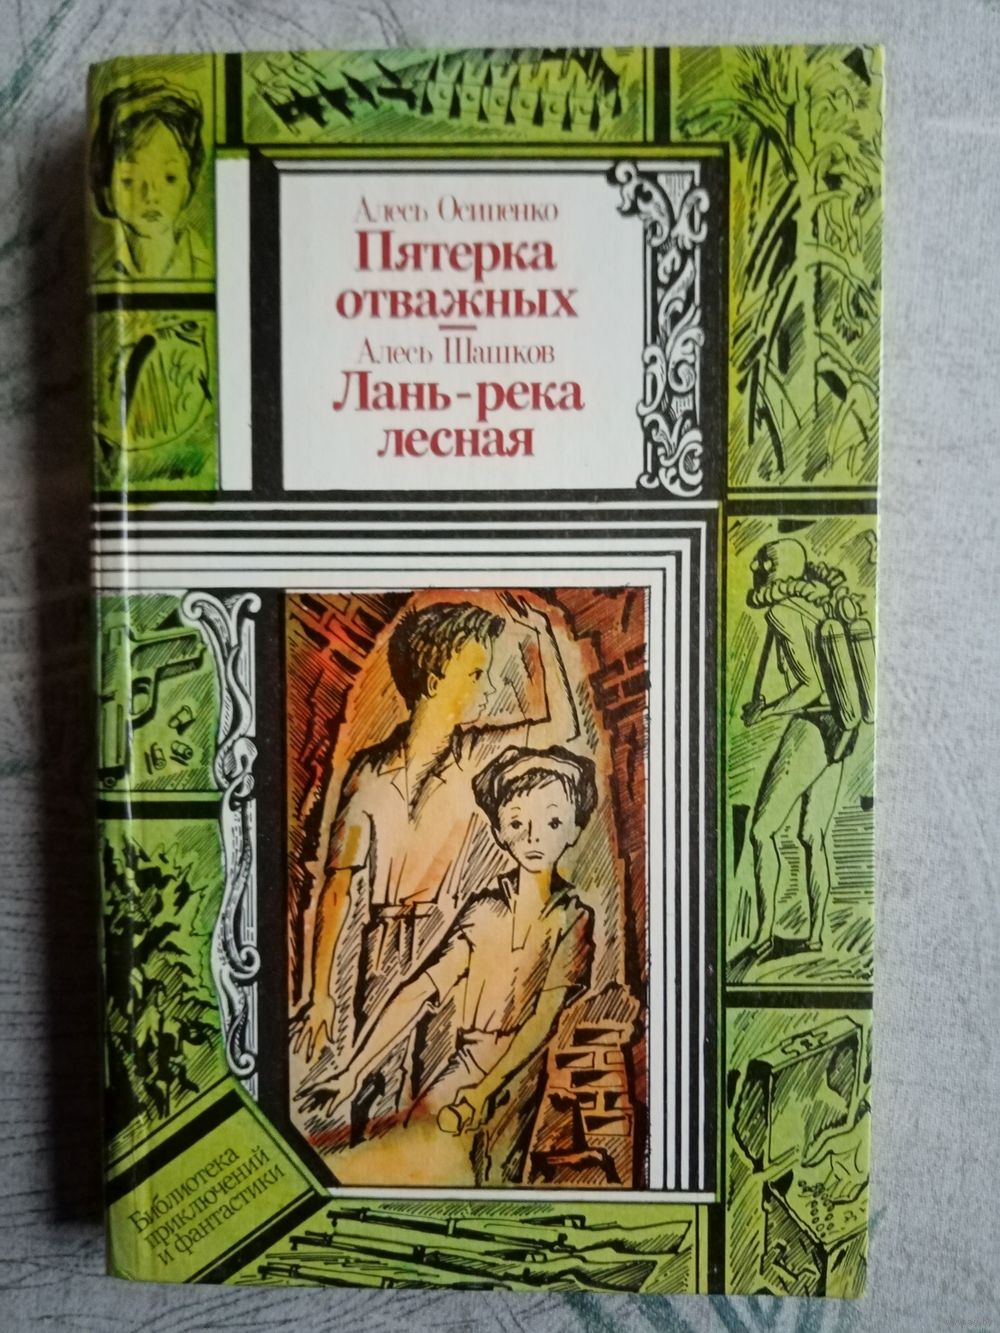 Алесь Осипенко
Пятерка
отважных
Алесь Шашков
Лань-река
лесная
Библиотека
приключений
и фантастики